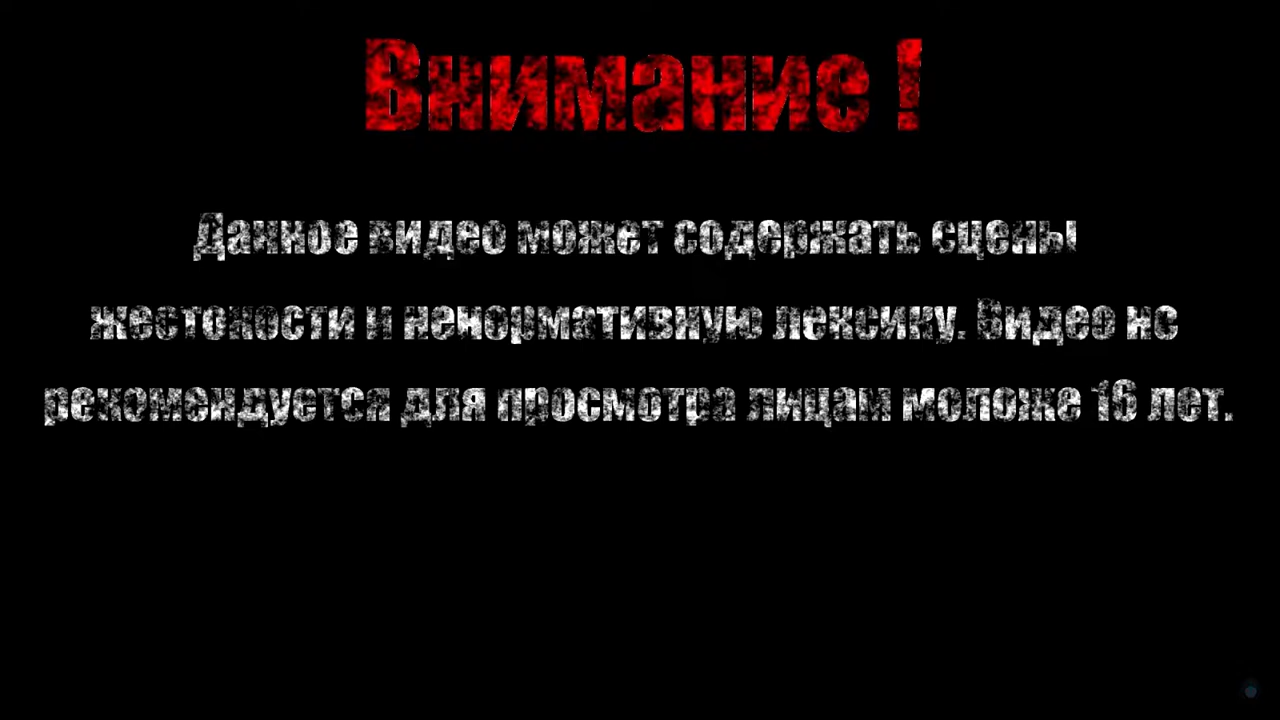 Внимание !
Данное видео может содержать сцены
жестокости и ненормативную лексику. Видео не
рекомендуется для просмотра лицам моложе 16 лет.